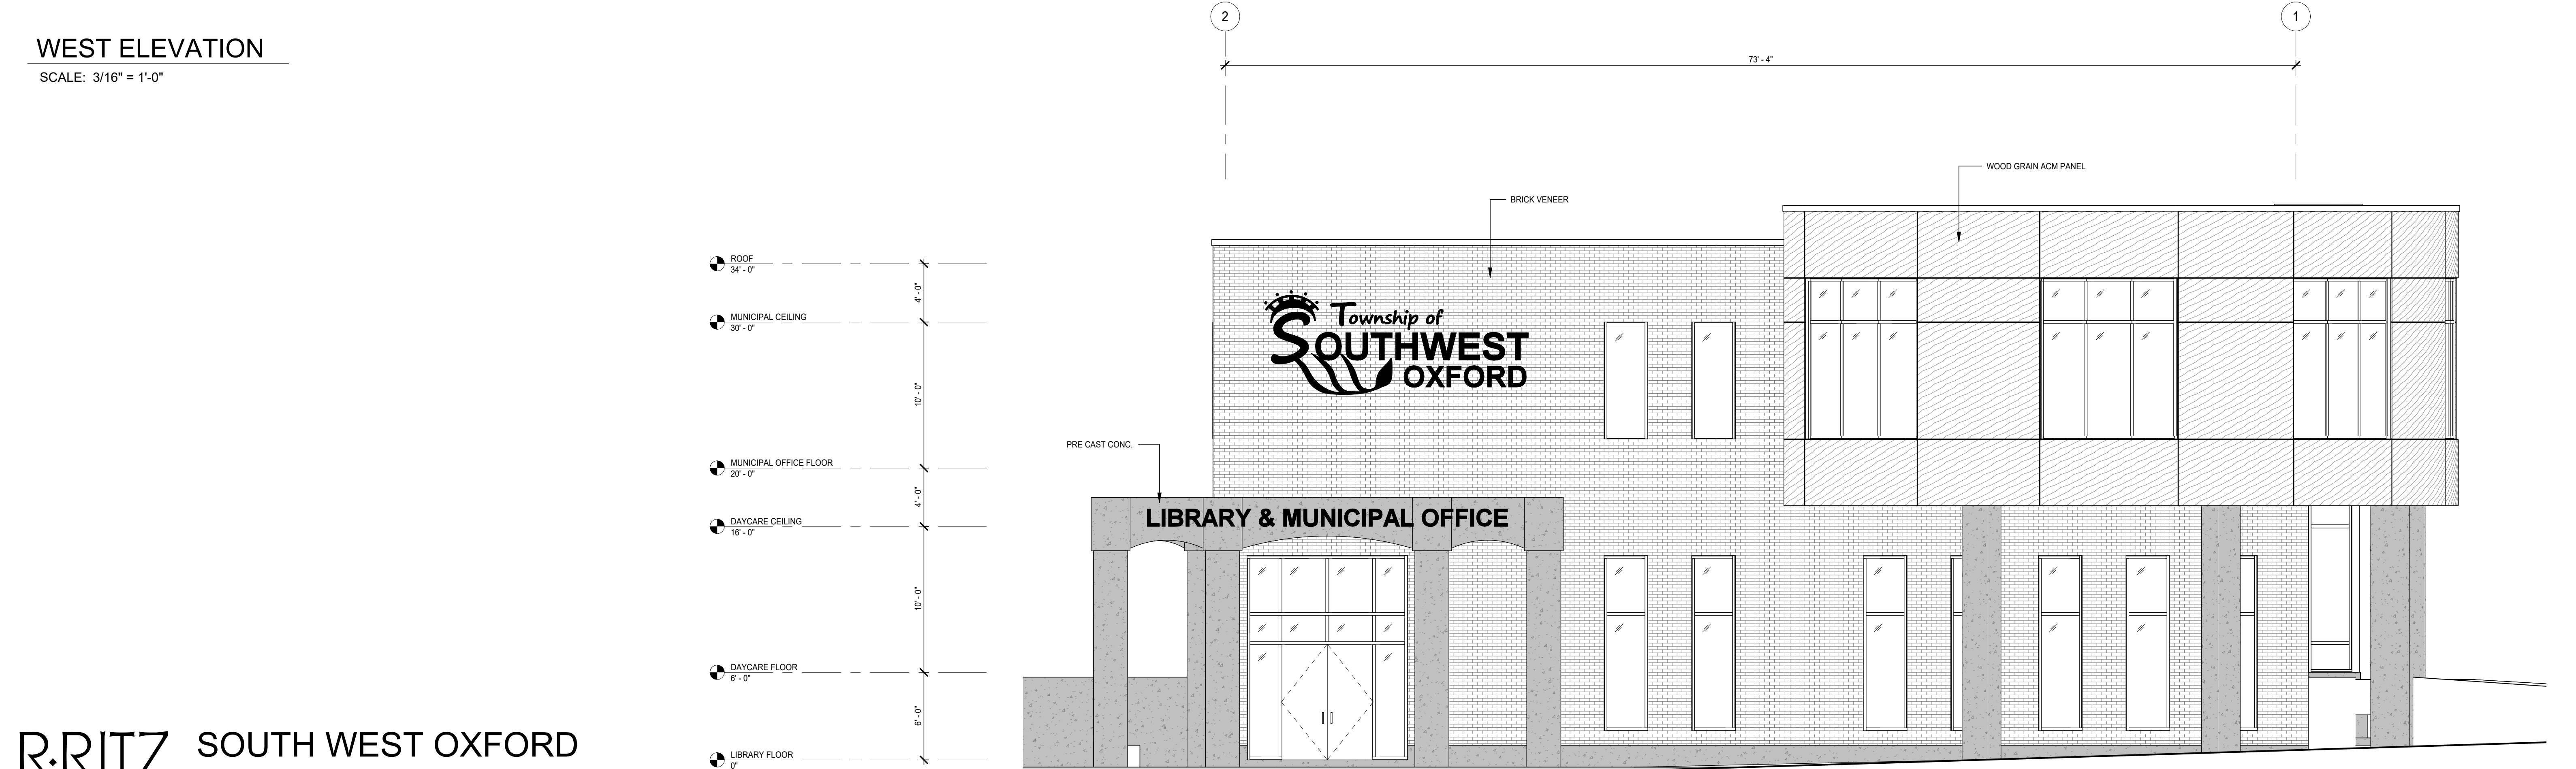 WEST ELEVATION
SCALE: 3/16" = 1'-0"
2
1
73' - 4"
WOOD GRAIN ACM PANEL
BRICK VENEER
ROOF
34' - 0"
4' - 0"
MUNICIPAL CEILING
30' - 0"
Township of
SOUTHWEST
OXFORD
10' - 0"
PRE CAST CONC.
MUNICIPAL OFFICE FLOOR
20' - 0"
4' - 0"
LIBRARY & MUNICIPAL OFFICE
DAYCARE CEILING
16' - 0"
10' - 0"
DAYCARE FLOOR
6' - 0"
6' - 0"
R·RITZ
SOUTH WEST OXFORD
LIBRARY FLOOR
0"